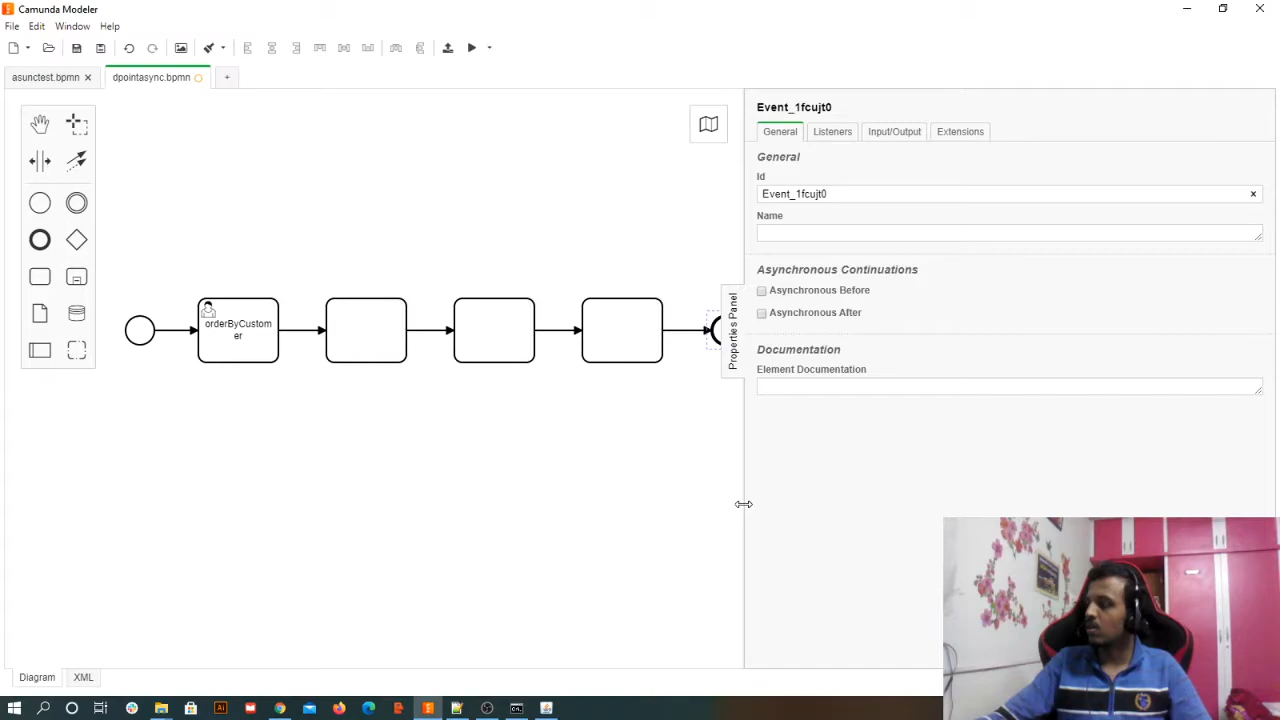 Camunda Modeler
File Edit Window Help
asunctest.bpmn
dpointasync.bpmn
+
Event_1fcujt0
General Listeners Input/Output Extensions
General
Id
Event_1fcujt0
Name
Asynchronous Continuations
Asynchronous Before
Asynchronous After
Documentation
Element Documentation
Properties Panel
orderByCustom
er
Diagram XML